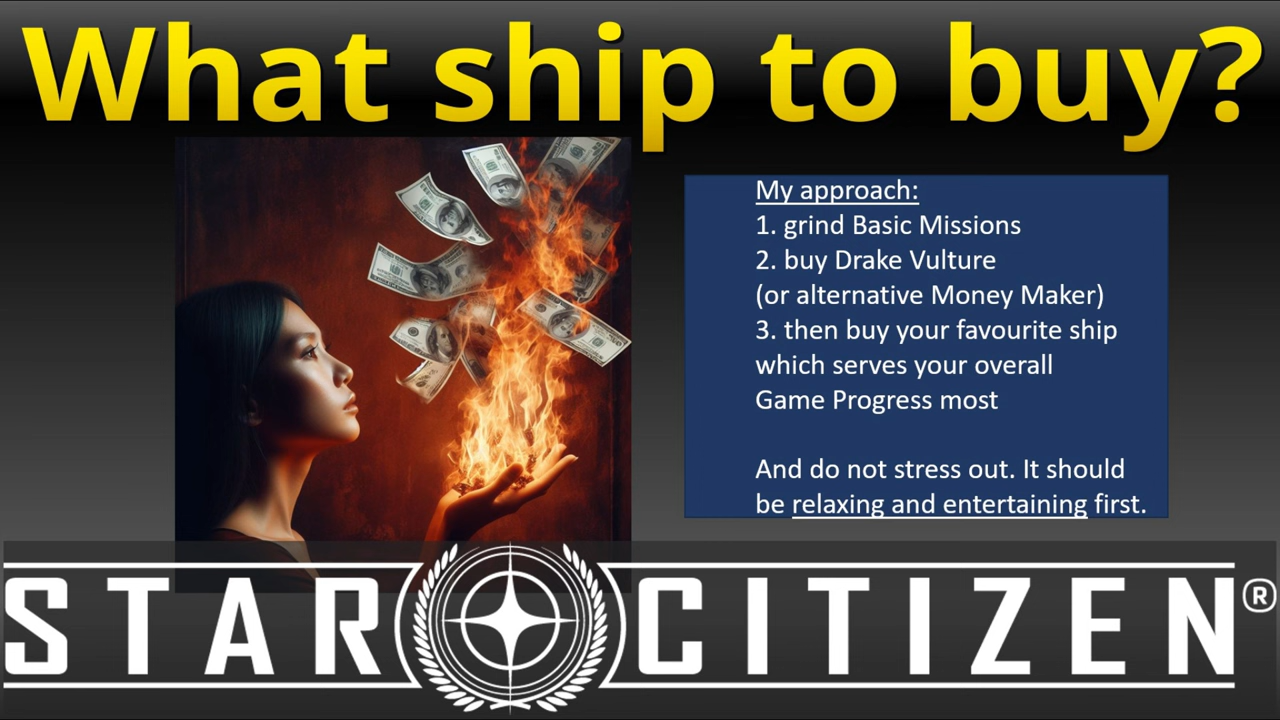 What ship to buy?
My approach:
1. grind Basic Missions
2. buy Drake Vulture
(or alternative Money Maker)
3. then buy your favourite ship
which serves your overall
Game Progress most
And do not stress out. It should
be relaxing and entertaining first.
STAR CITIZEN®